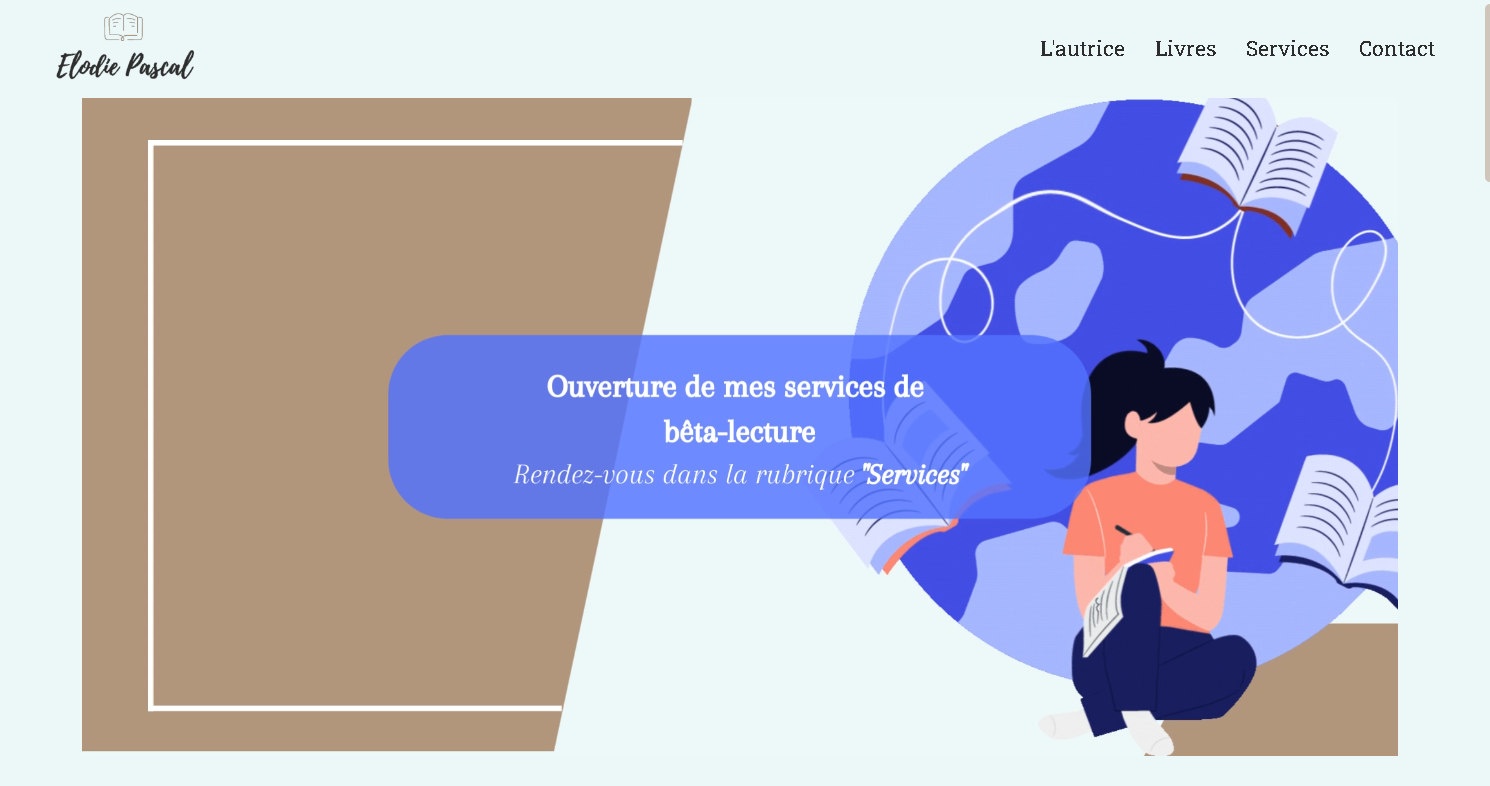 Elodie Pascal
L'autrice Livres Services Contact
Ouverture de mes services de
bêta-lecture
Rendez-vous dans la rubrique "Services"